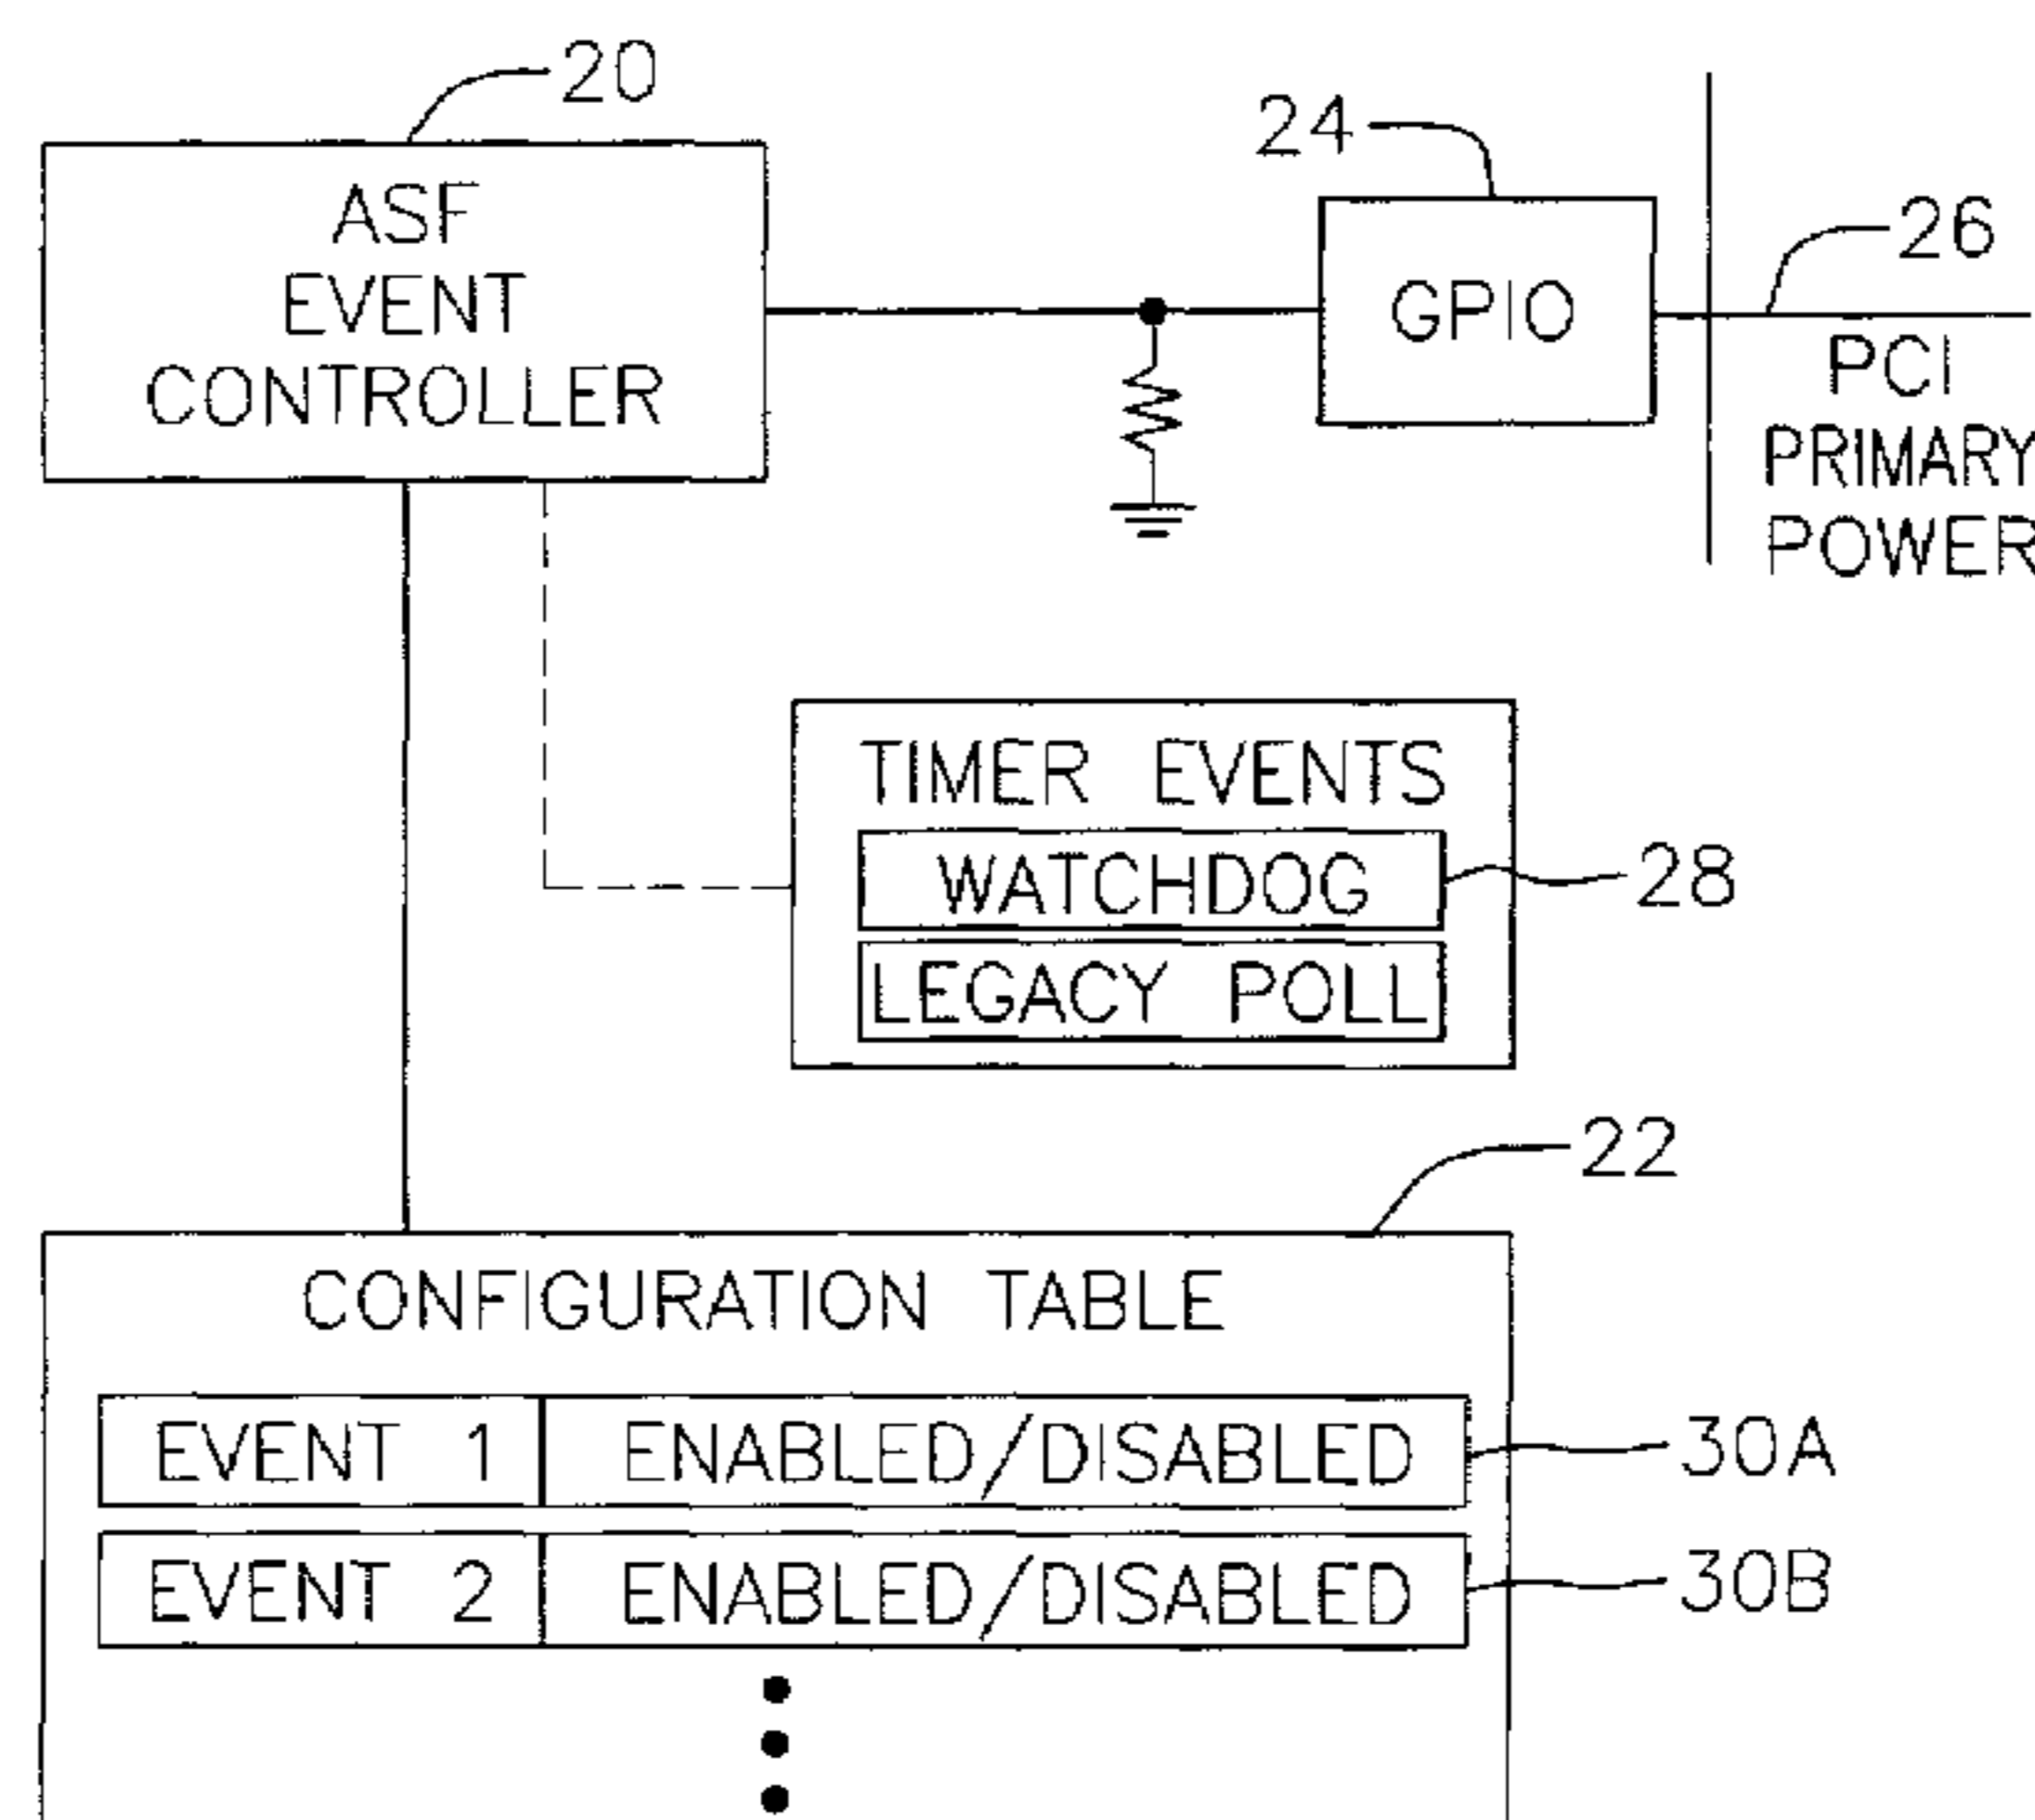 20
ASF
EVENT
CONTROLLER
24
GPIO
26
PCI
PRIMARY
POWER
TIMER EVENTS
WATCHDOG
28
LEGACY POLL
22
CONFIGURATION TABLE
EVENT 1 ENABLED/DISABLED 30A
EVENT 2 ENABLED/DISABLED 30B